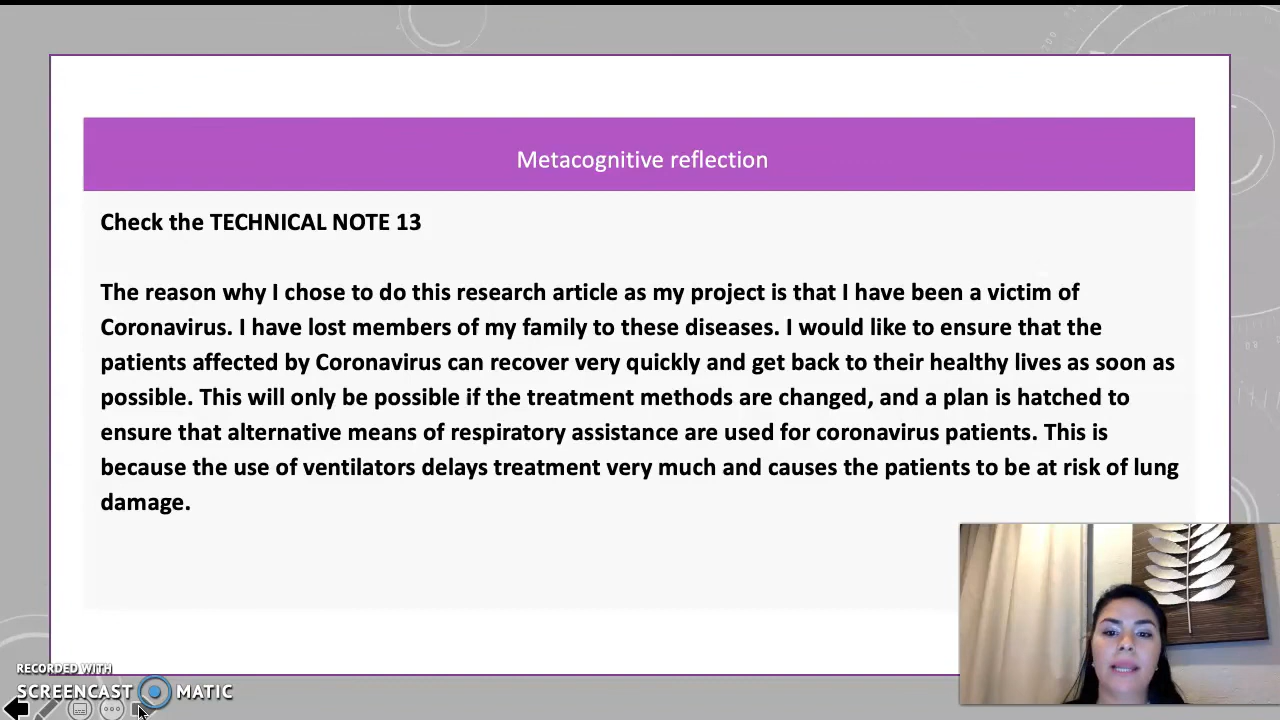 Metacognitive reflection
Check the TECHNICAL NOTE 13
The reason why I chose to do this research article as my project is that I have been a victim of
Coronavirus. I have lost members of my family to these diseases. I would like to ensure that the
patients affected by Coronavirus can recover very quickly and get back to their healthy lives as soon as
possible. This will only be possible if the treatment methods are changed, and a plan is hatched to
ensure that alternative means of respiratory assistance are used for coronavirus patients. This is
because the use of ventilators delays treatment very much and causes the patients to be at risk of lung
damage.
RECORDED WITH
SCREENCAST MATIC